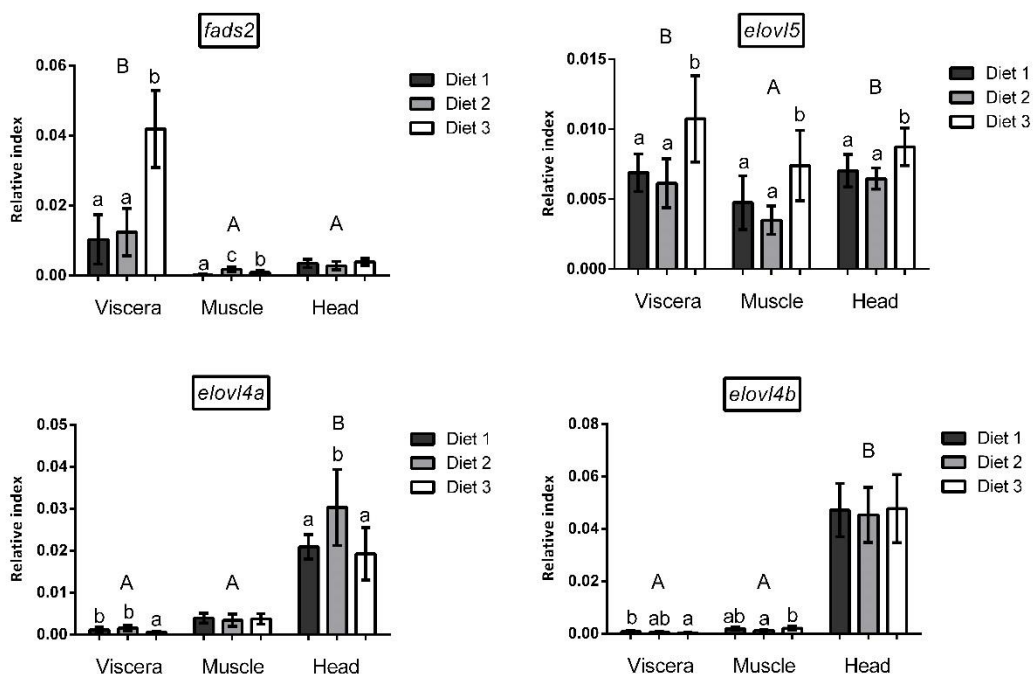 fads2
Relative index
0.06
0.04
0.02
0.00
B
b
a a
A
a c b
A
Viscera Muscle Head
Diet 1
Diet 2
Diet 3
elovl5
Relative index
0.015
0.010
0.005
0.000
B
b
a a
A
b
a a
B
b
a a
Viscera Muscle Head
Diet 1
Diet 2
Diet 3
elovl4a
Relative index
0.05
0.04
0.03
0.02
0.01
0.00
A
b b a
A
B
b
a a
Viscera Muscle Head
Diet 1
Diet 2
Diet 3
elovl4b
Relative index
0.08
0.06
0.04
0.02
0.00
A
b ab a
A
ab a b
B
Viscera Muscle Head
Diet 1
Diet 2
Diet 3